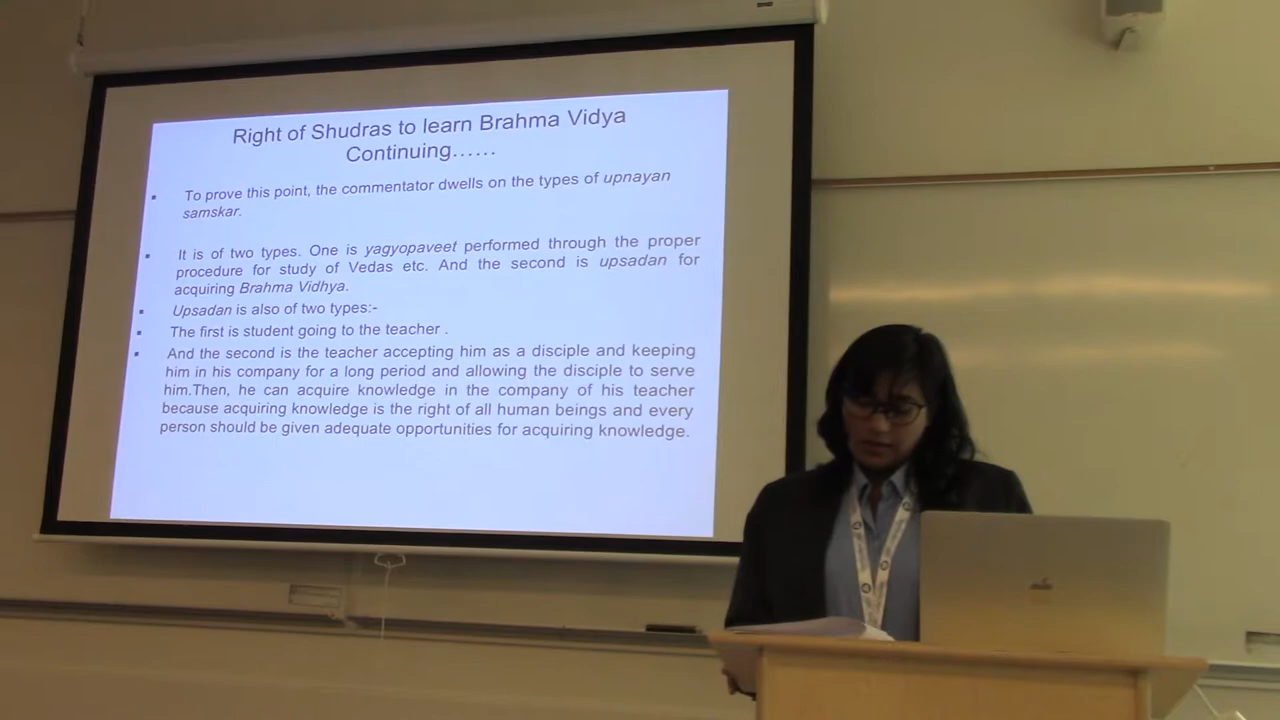 Right of Shudras to learn Brahma Vidya
Continuing......
To prove this point, the commentator dwells on the types of upnayan
samskar.
It is of two types. One is yagyopaveet performed through the proper
procedure for study of Vedas etc. And the second is upsadan for
acquiring Brahma Vidhya.
Upsadan is also of two types:-
The first is student going to the teacher .
And the second is the teacher accepting him as a disciple and keeping
him in his company for a long period and allowing the disciple to serve
him.Then, he can acquire knowledge in the company of his teacher
because acquiring knowledge is the right of all human beings and every
person should be given adequate opportunities for acquiring knowledge.